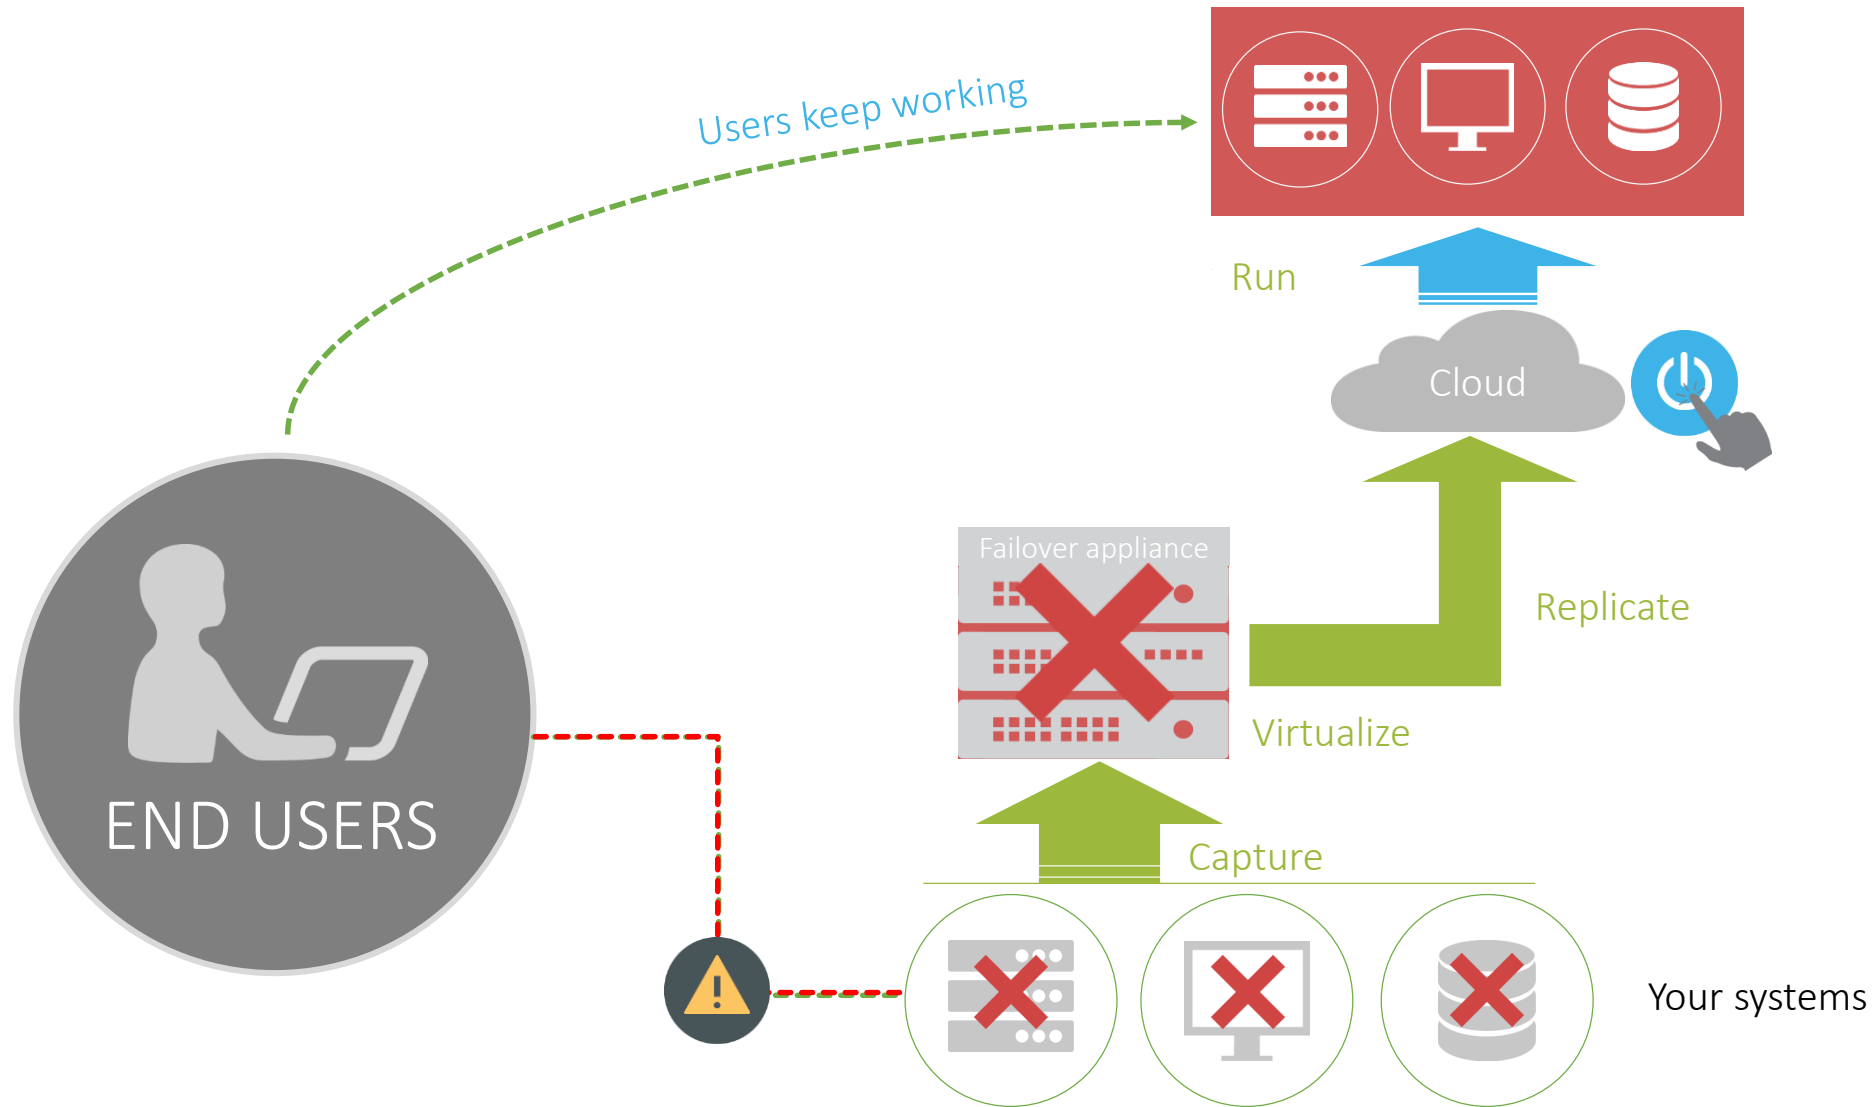 Users keep working
Run
Cloud
Failover appliance
Replicate
Virtualize
END USERS
Capture
Your systems